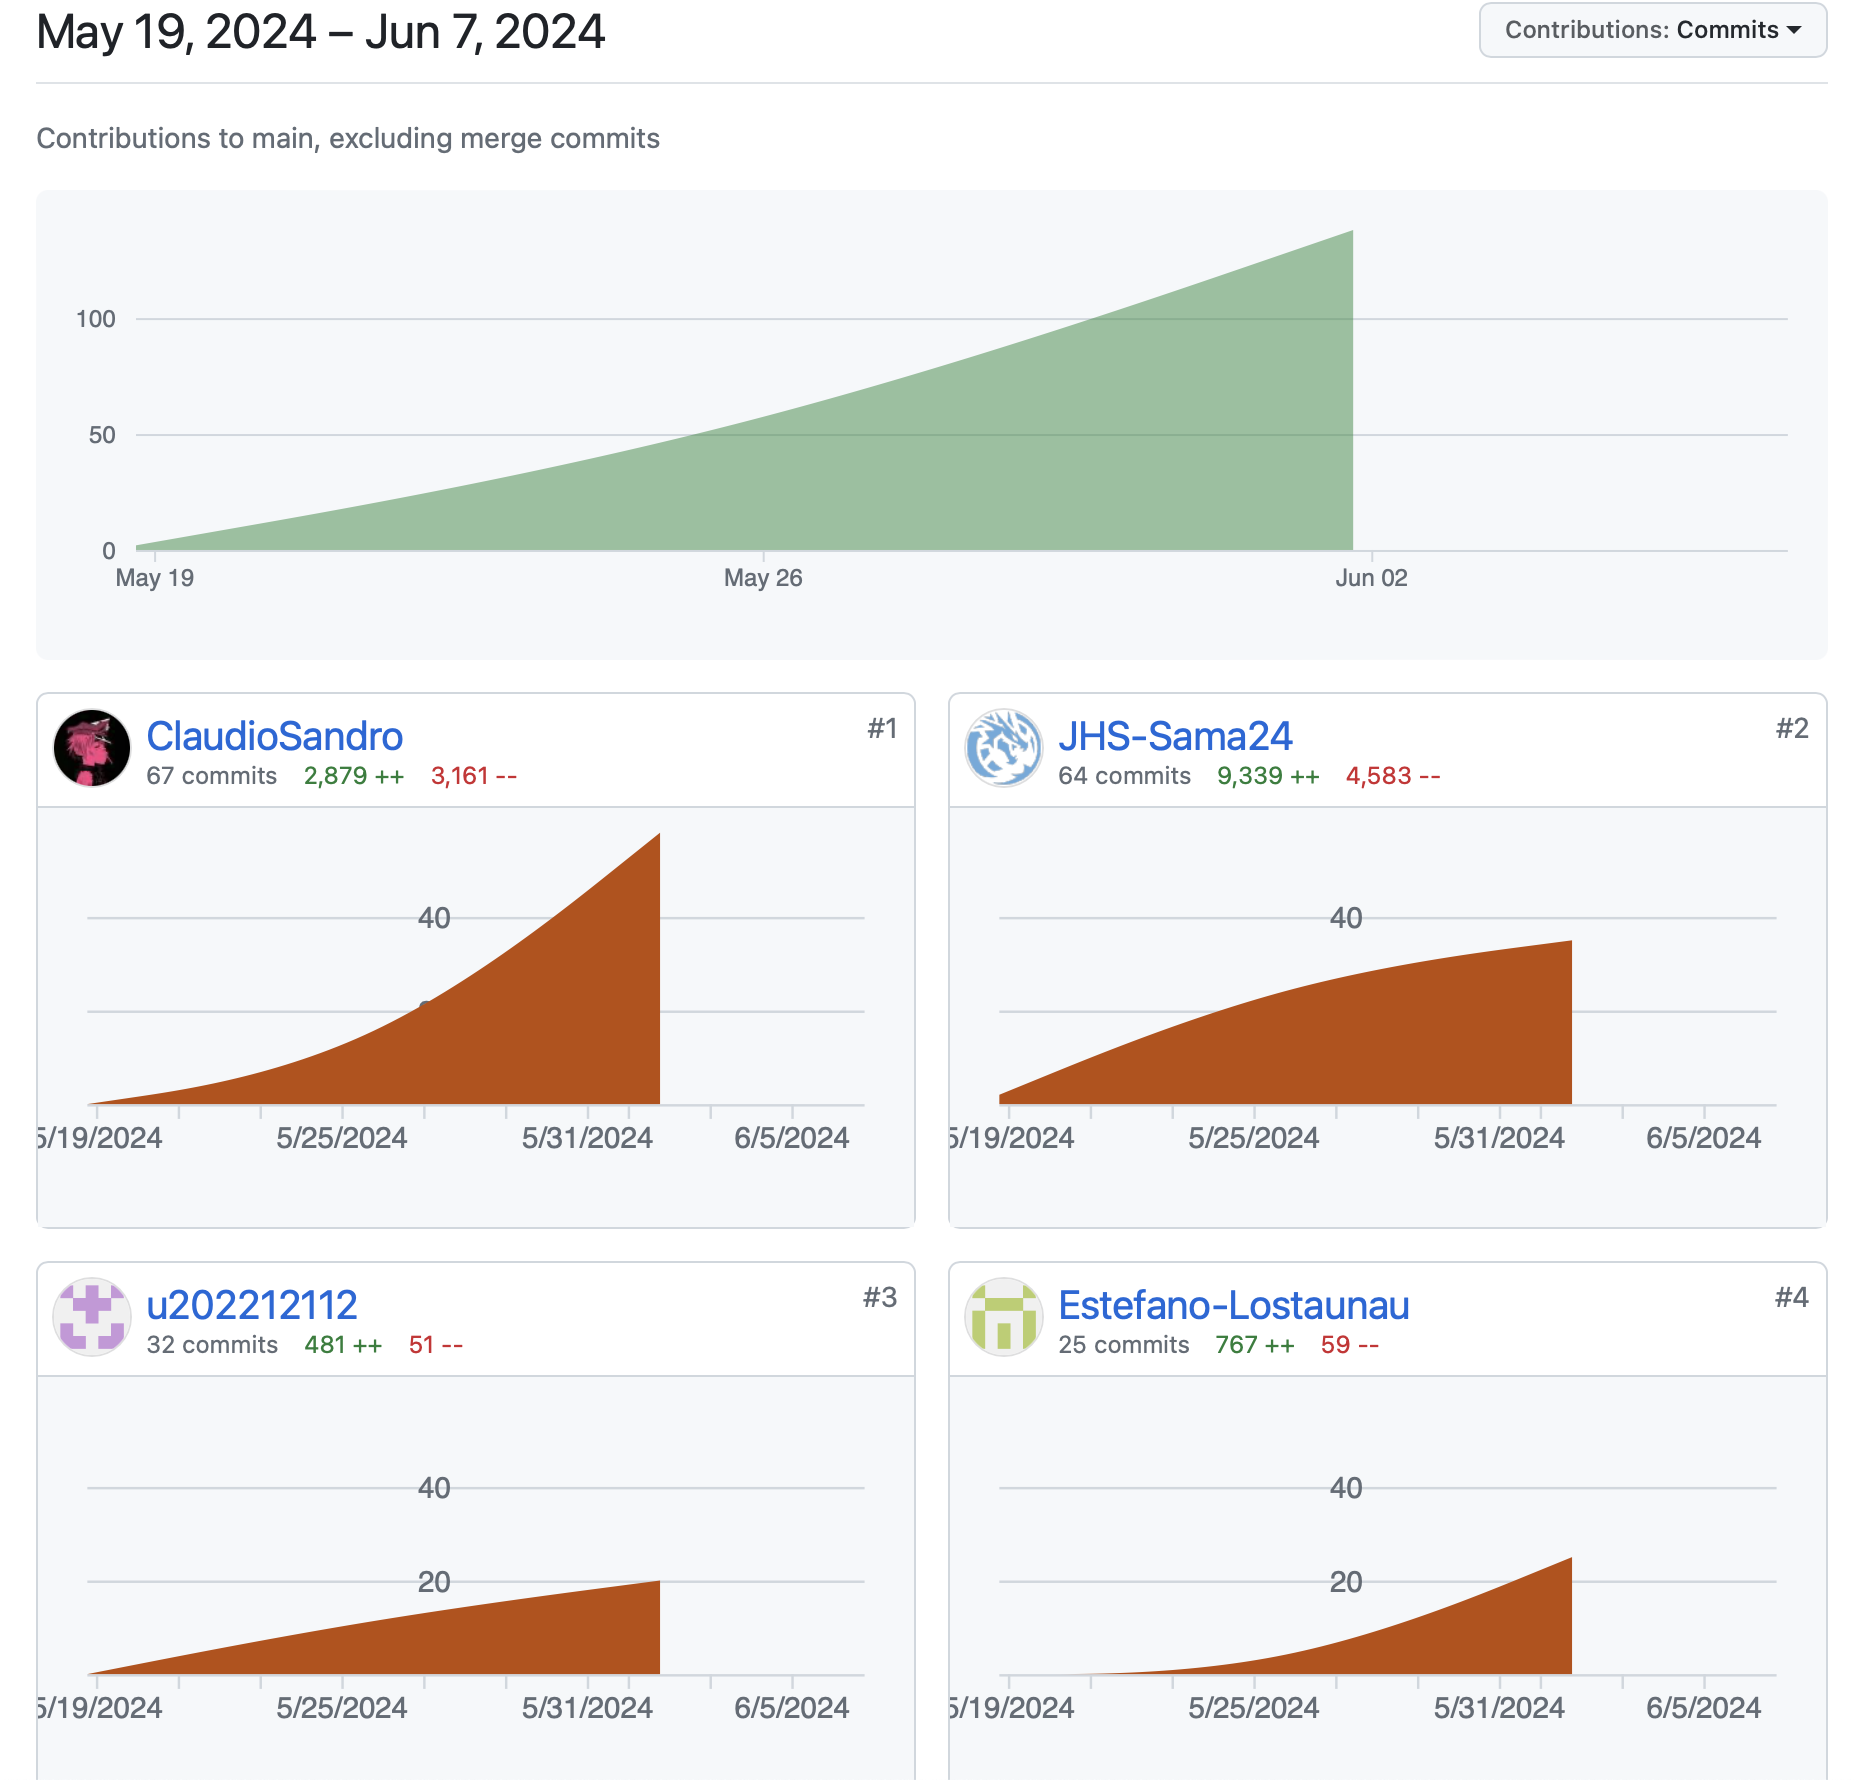 May 19, 2024 – Jun 7, 2024
Contributions: Commits
Contributions to main, excluding merge commits
100
50
0
May 19 May 26 Jun 02
ClaudioSandro #1
67 commits 2,879 ++ 3,161 --
40
5/19/2024 5/25/2024 5/31/2024 6/5/2024
JHS-Sama24 #2
64 commits 9,339 ++ 4,583 --
40
5/19/2024 5/25/2024 5/31/2024 6/5/2024
u202212112 #3
32 commits 481 ++ 51 --
40
20
5/19/2024 5/25/2024 5/31/2024 6/5/2024
Estefano-Lostaunau #4
25 commits 767 ++ 59 --
40
20
5/19/2024 5/25/2024 5/31/2024 6/5/2024